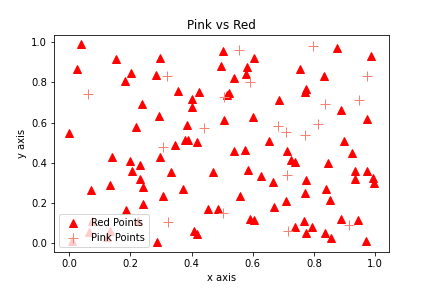 Pink vs Red
1.0
0.8
0.6
0.4
0.2
0.0
y axis
Red Points
Pink Points
0.0 0.2 0.4 0.6 0.8 1.0
x axis